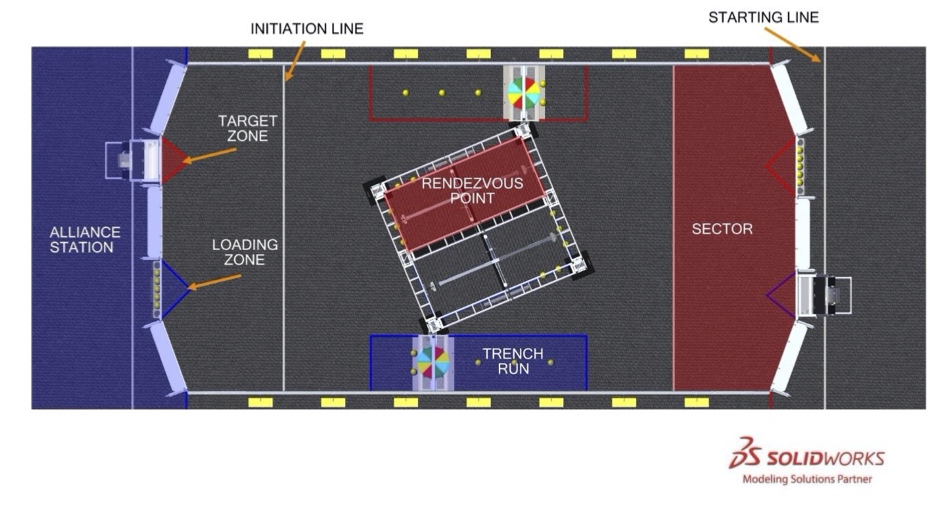 INITIATION LINE
STARTING LINE
TARGET
ZONE
RENDEZVOUS
POINT
ALLIANCE
STATION
LOADING
ZONE
SECTOR
TRENCH
RUN
3S SOLIDWORKS
Modeling Solutions Partner